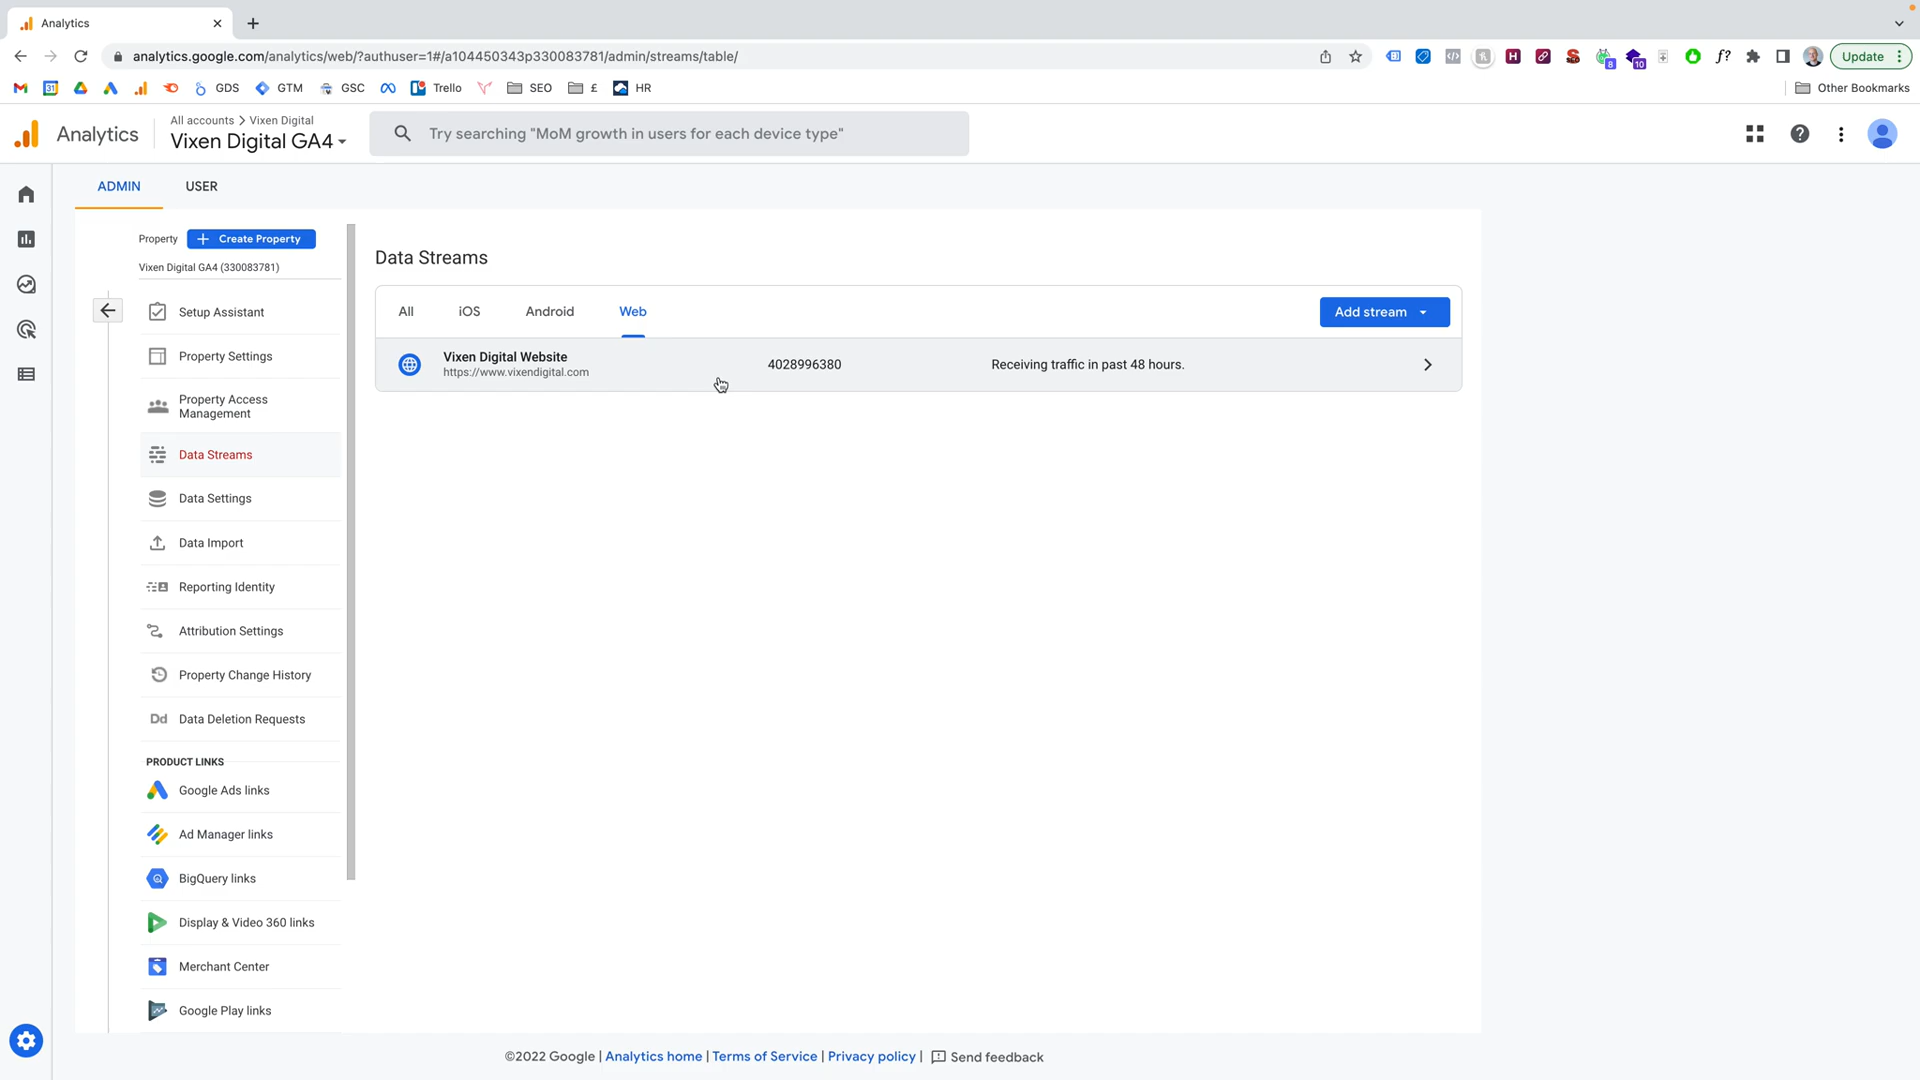 Analytics
analytics.google.com/analytics/web/?authuser=1#/a104450343p330083781/admin/streams/table/
Update
31
GDS
GTM
GSC
Trello
SEO
£
HR
Other Bookmarks
8
10
H
f?
Analytics
All accounts > Vixen Digital
Vixen Digital GA4
Try searching "MoM growth in users for each device type"
ADMIN
USER
Property
+ Create Property
Vixen Digital GA4 (330083781)
Setup Assistant
Property Settings
Property Access
Management
Data Streams
Data Settings
Data Import
Reporting Identity
Attribution Settings
Property Change History
Dd Data Deletion Requests
PRODUCT LINKS
Google Ads links
Ad Manager links
BigQuery links
Display & Video 360 links
Merchant Center
Google Play links
Data Streams
All
iOS
Android
Web
Add stream
Vixen Digital Website
https://www.vixendigital.com
4028996380
Receiving traffic in past 48 hours.
©2022 Google | Analytics home | Terms of Service | Privacy policy | Send feedback